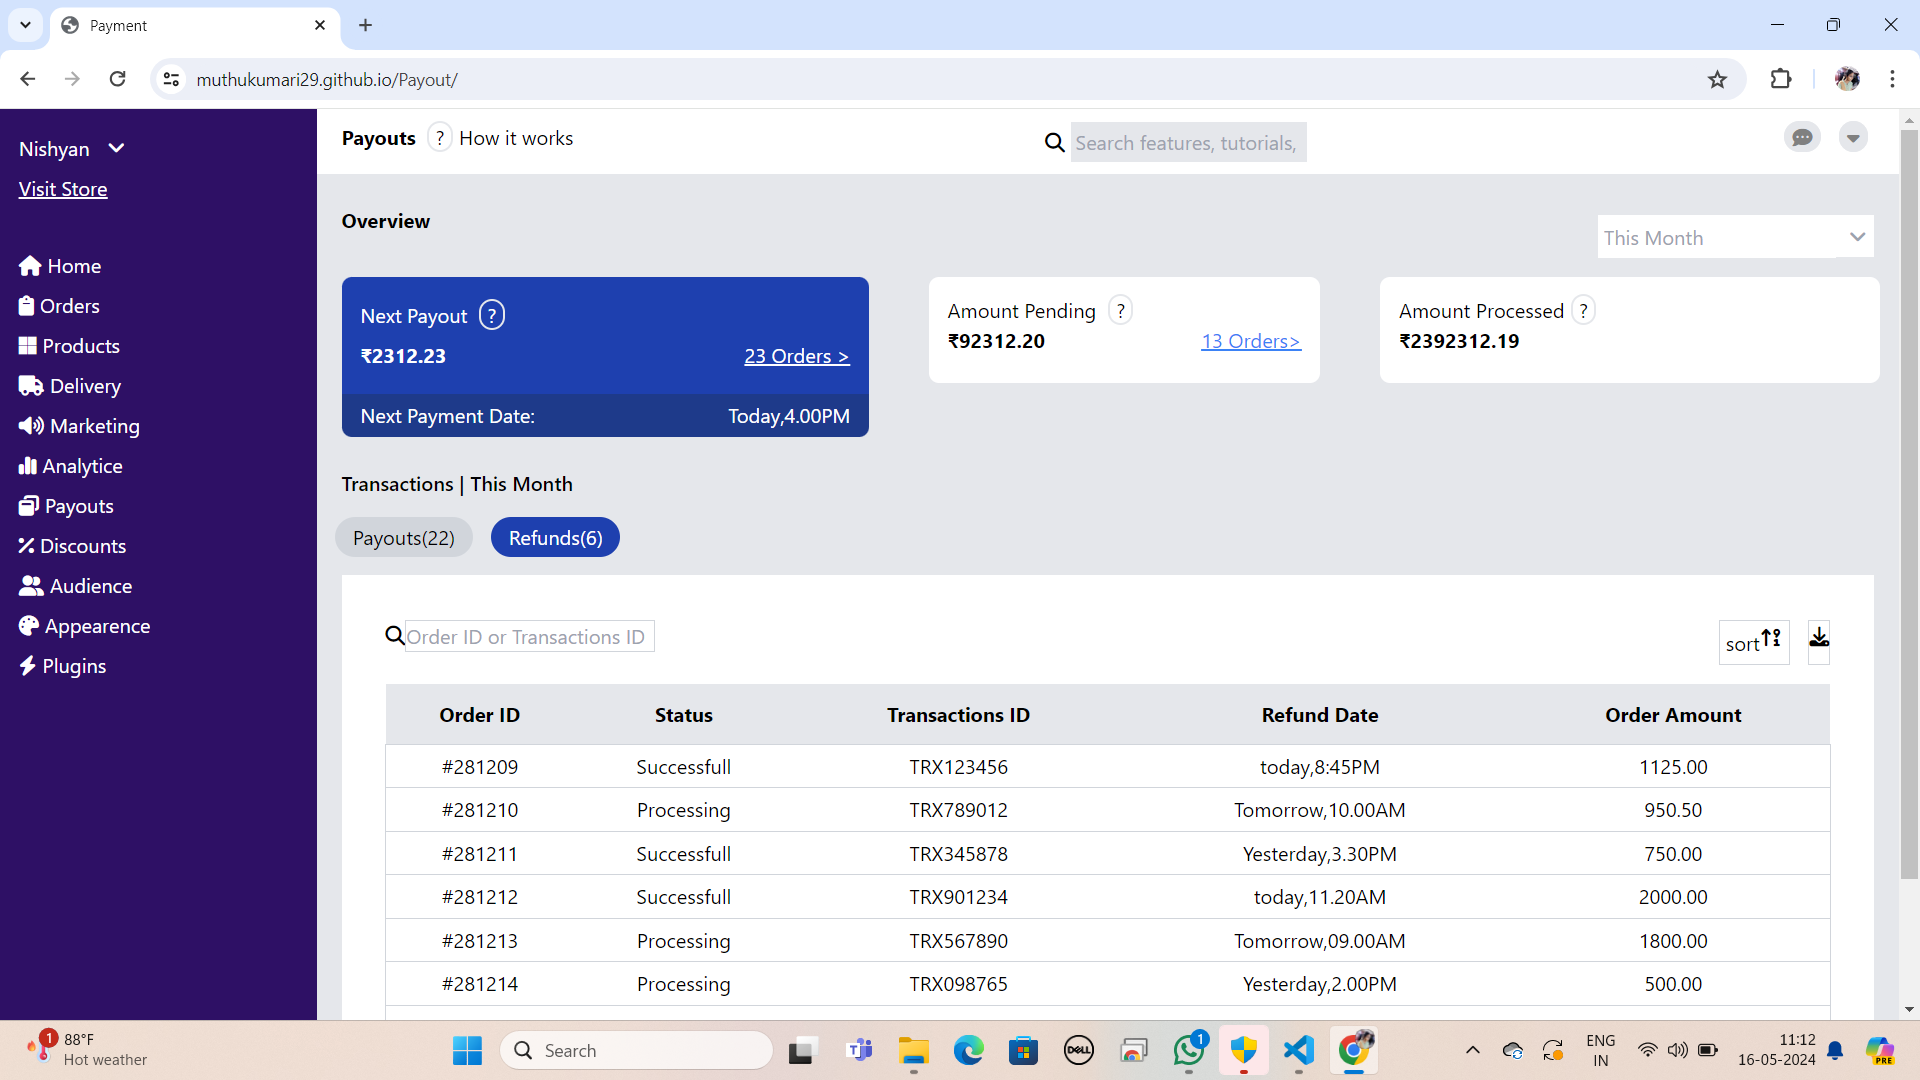 Payment
muthukumari29.github.io/Payout/
Nishyan
Visit Store
Home
Orders
Products
Delivery
Marketing
Analytice
Payouts
Discounts
Audience
Appearence
Plugins
Payouts ? How it works
Search features, tutorials,
Overview
This Month
Next Payout ?
₹2312.23 23 Orders >
Next Payment Date: Today,4.00PM
Amount Pending ?
₹92312.20 13 Orders>
Amount Processed ?
₹2392312.19
Transactions | This Month
Payouts(22) Refunds(6)
Order ID or Transactions ID
sort
Order ID Status Transactions ID Refund Date Order Amount
#281209 Successfull TRX123456 today,8:45PM 1125.00
#281210 Processing TRX789012 Tomorrow,10.00AM 950.50
#281211 Successfull TRX345878 Yesterday,3.30PM 750.00
#281212 Successfull TRX901234 today,11.20AM 2000.00
#281213 Processing TRX567890 Tomorrow,09.00AM 1800.00
#281214 Processing TRX098765 Yesterday,2.00PM 500.00
1
88°F
Hot weather
Search
DELL
1
ENG
IN
11:12
16-05-2024
PRE